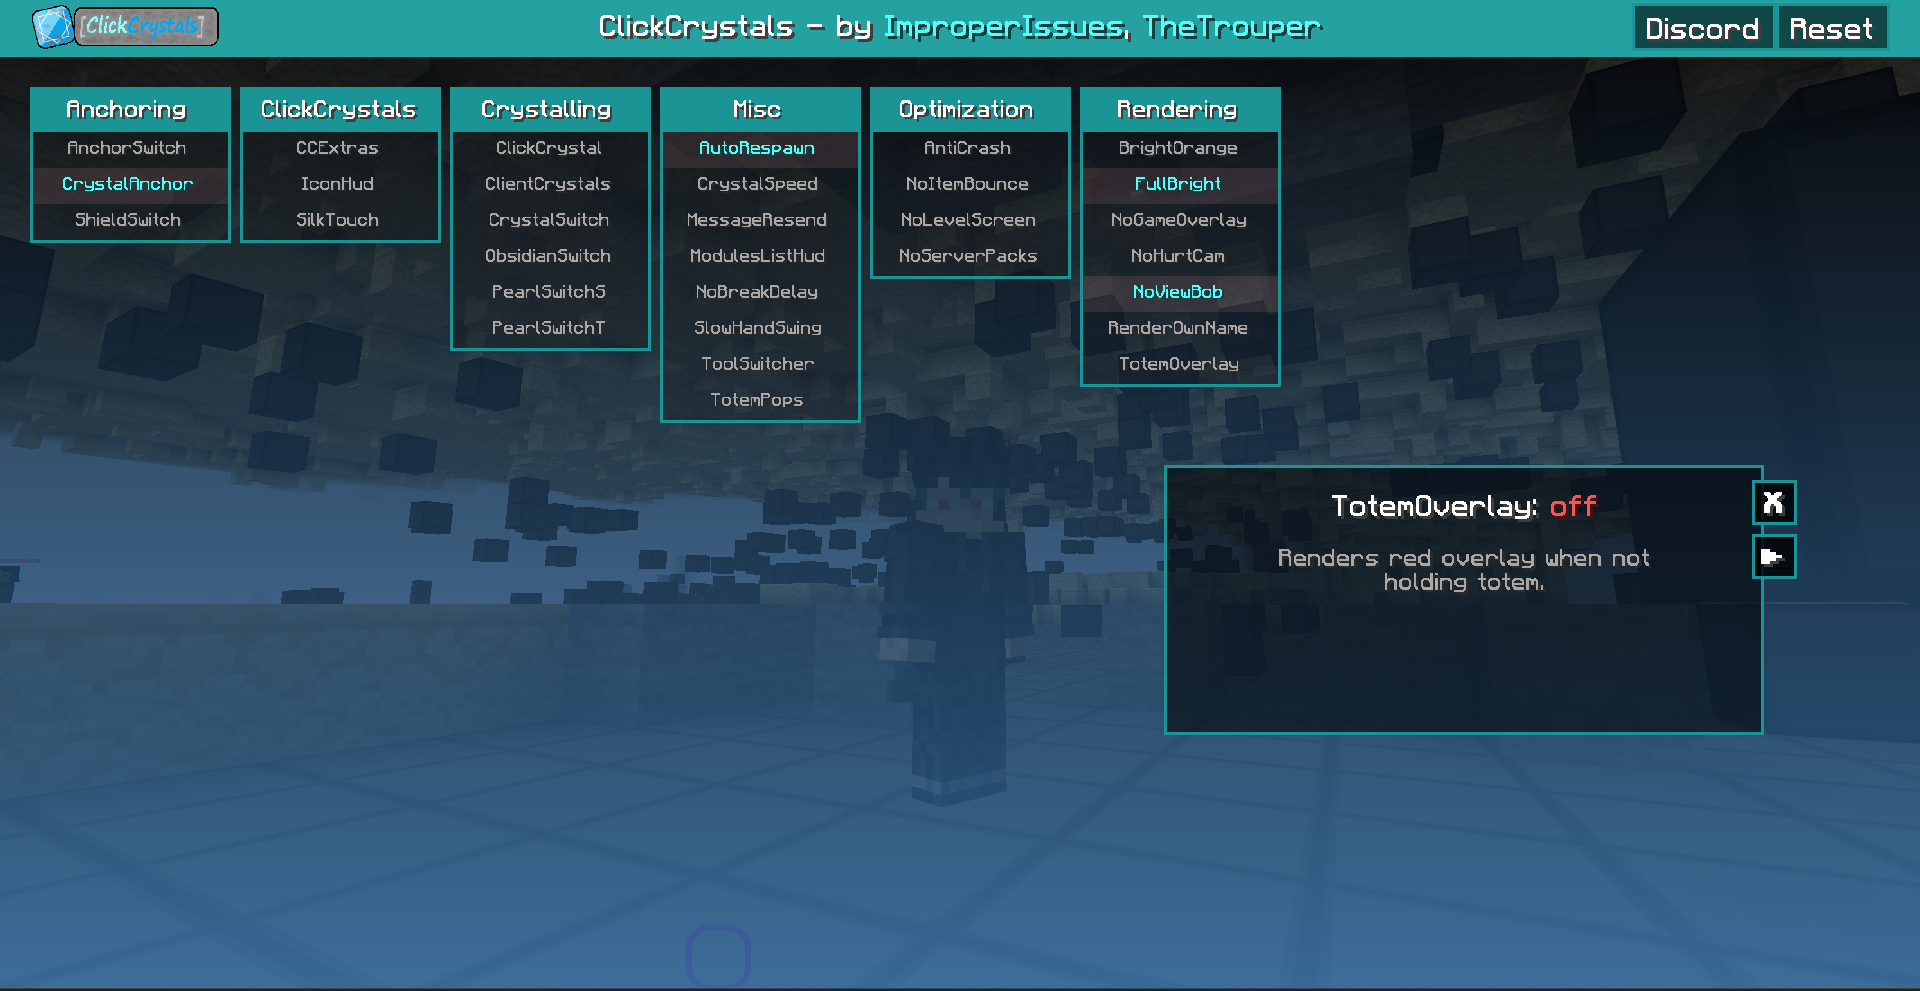 [ClickCrystals]
ClickCrystals - by ImproperIssues, TheTrouper
Discord
Reset
Anchoring
AnchorSwitch
CrystalAnchor
ShieldSwitch
ClickCrystals
CCExtras
IconHud
SilkTouch
Crystalling
ClickCrystal
ClientCrystals
CrystalSwitch
ObsidianSwitch
PearlSwitchS
PearlSwitchT
Misc
AutoRespawn
CrystalSpeed
MessageResend
ModulesListHud
NoBreakDelay
SlowHandSwing
ToolSwitcher
TotemPops
Optimization
AntiCrash
NoItemBounce
NoLevelScreen
NoServerPacks
Rendering
BrightOrange
FullBright
NoGameOverlay
NoHurtCam
NoViewBob
RenderOwnName
TotemOverlay
TotemOverlay: off
X
Renders red overlay when not
holding totem.